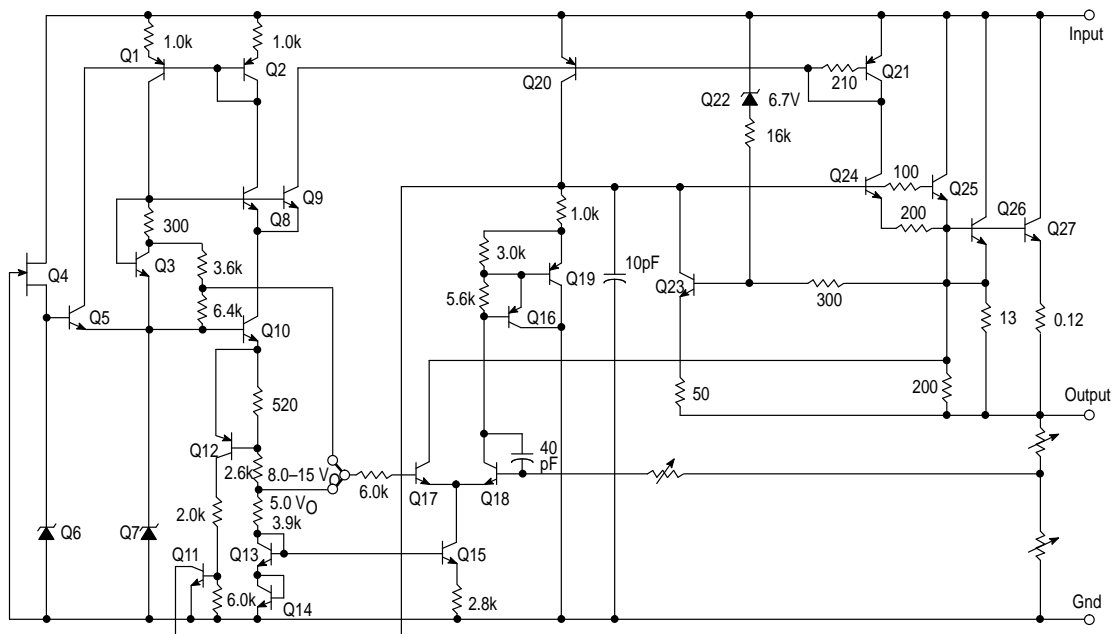 Input
1.0k
1.0k
Q1
Q2
Q20
Q21
210
Q22
6.7V
16k
Q9
Q8
Q24
100
Q25
300
1.0k
200
Q26
Q27
Q3
3.6k
3.0k
Q4
10pF
Q19
Q23
300
Q5
6.4k
Q10
5.6k
Q16
13
0.12
520
50
200
Output
Q12
40
pF
2.6k
8.0–15 VO
6.0k
Q17
Q18
5.0 VO
3.9k
2.0k
Q6
Q7
Q13
Q15
Q11
6.0k
Q14
2.8k
Gnd